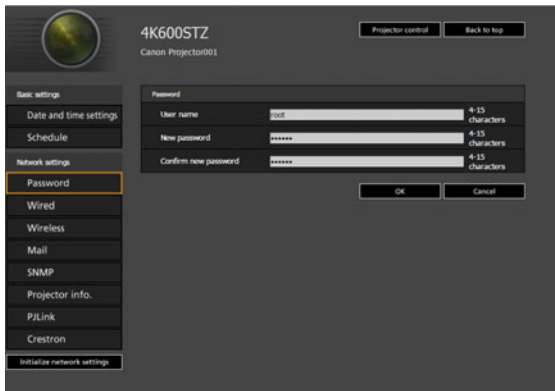 4K600STZ
Canon Projector001
Projector control
Back to top
Basic settings
Date and time settings
Schedule
Network settings
Password
Wired
Wireless
Mail
SNMP
Projector info.
PJLink
Crestron
Initialize network settings
Password
User name
root
4-15
characters
New password
••••••
4-15
characters
Confirm new password
••••••
4-15
characters
OK
Cancel